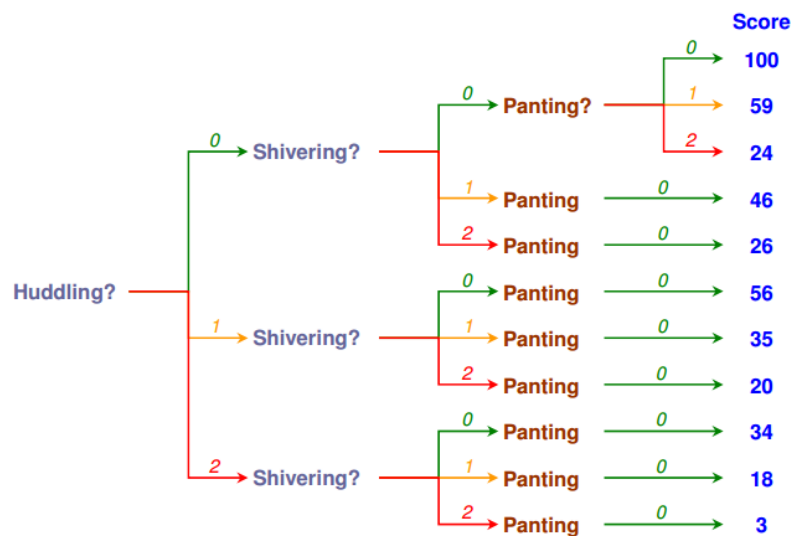 Score
0 100
0 Panting? 1 59
0 Shivering? 2 24
1 Panting 0 46
2 Panting 0 26
Huddling? 0 Panting 0 56
1 Shivering? 1 Panting 0 35
2 Panting 0 20
0 Panting 0 34
2 Shivering? 1 Panting 0 18
2 Panting 0 3